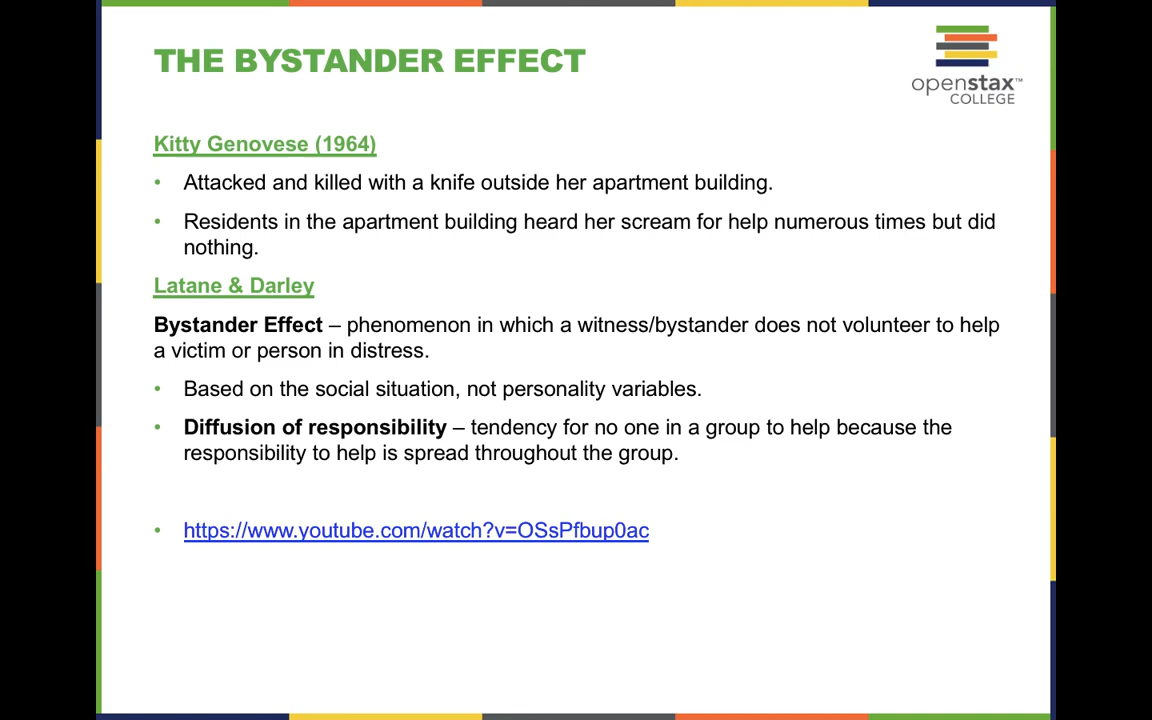 THE BYSTANDER EFFECT
openstax™
COLLEGE
Kitty Genovese (1964)
• Attacked and killed with a knife outside her apartment building.
• Residents in the apartment building heard her scream for help numerous times but did
nothing.
Latane & Darley
Bystander Effect – phenomenon in which a witness/bystander does not volunteer to help
a victim or person in distress.
• Based on the social situation, not personality variables.
• Diffusion of responsibility – tendency for no one in a group to help because the
responsibility to help is spread throughout the group.
• https://www.youtube.com/watch?v=OSsPfbup0ac